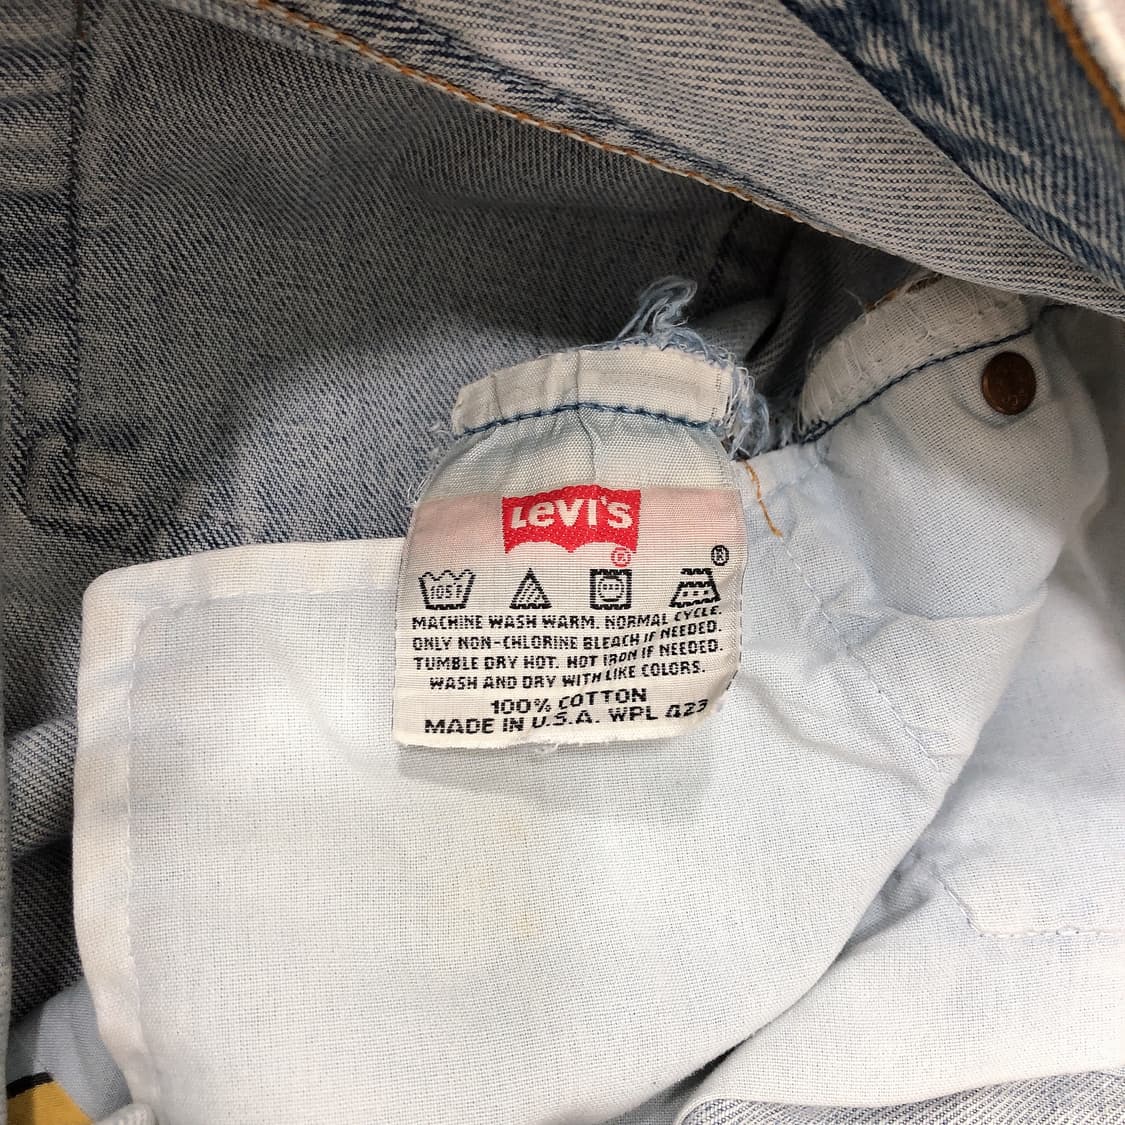 Levi's
®
®
105°F
MACHINE WASH WARM. NORMAL CYCLE.
ONLY NON-CHLORINE BLEACH IF NEEDED.
TUMBLE DRY HOT. HOT IRON IF NEEDED.
WASH AND DRY WITH LIKE COLORS.
100% COTTON
MADE IN U.S.A. WPL 423